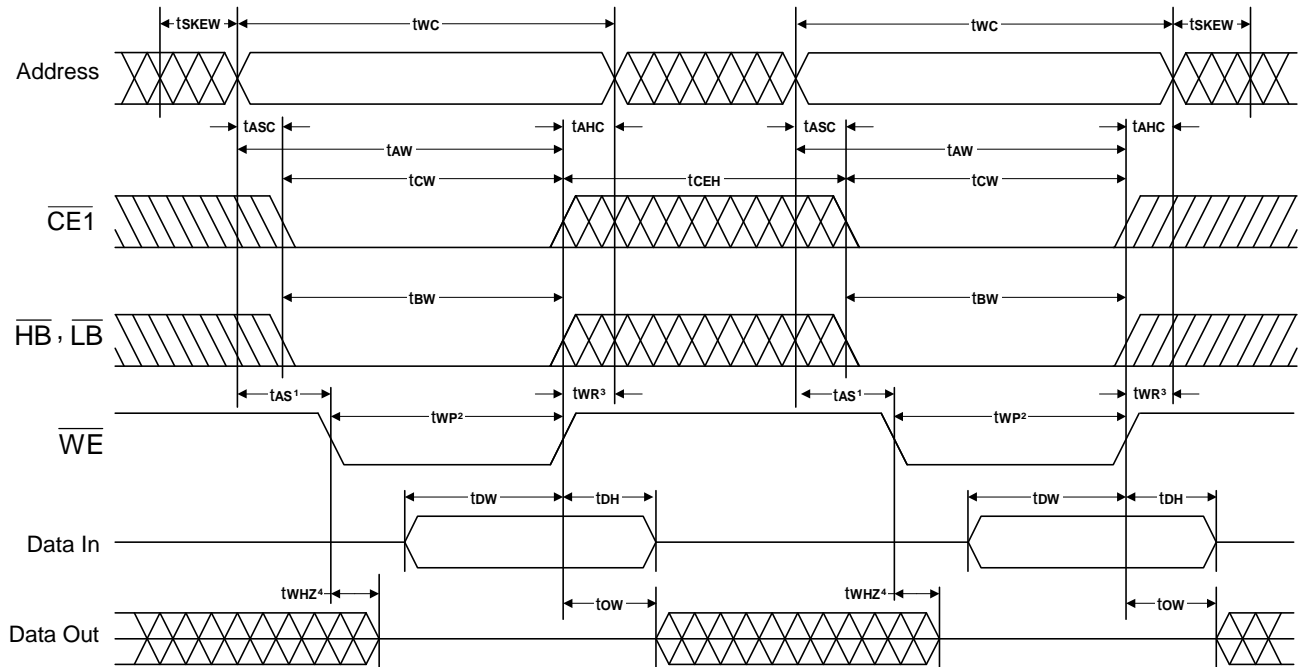 tSKEW tWC tWC tSKEW
Address
tASC tAHC tASC tAHC
tAW tAW
tCW tCEH tCW
CE1
tBW tBW
HB , LB
tAS1 tWR3 tAS1 tWR3
tWP2 tWP2
WE
tDW tDH tDW tDH
Data In
tWHZ4 tWHZ4
tOW tOW
Data Out